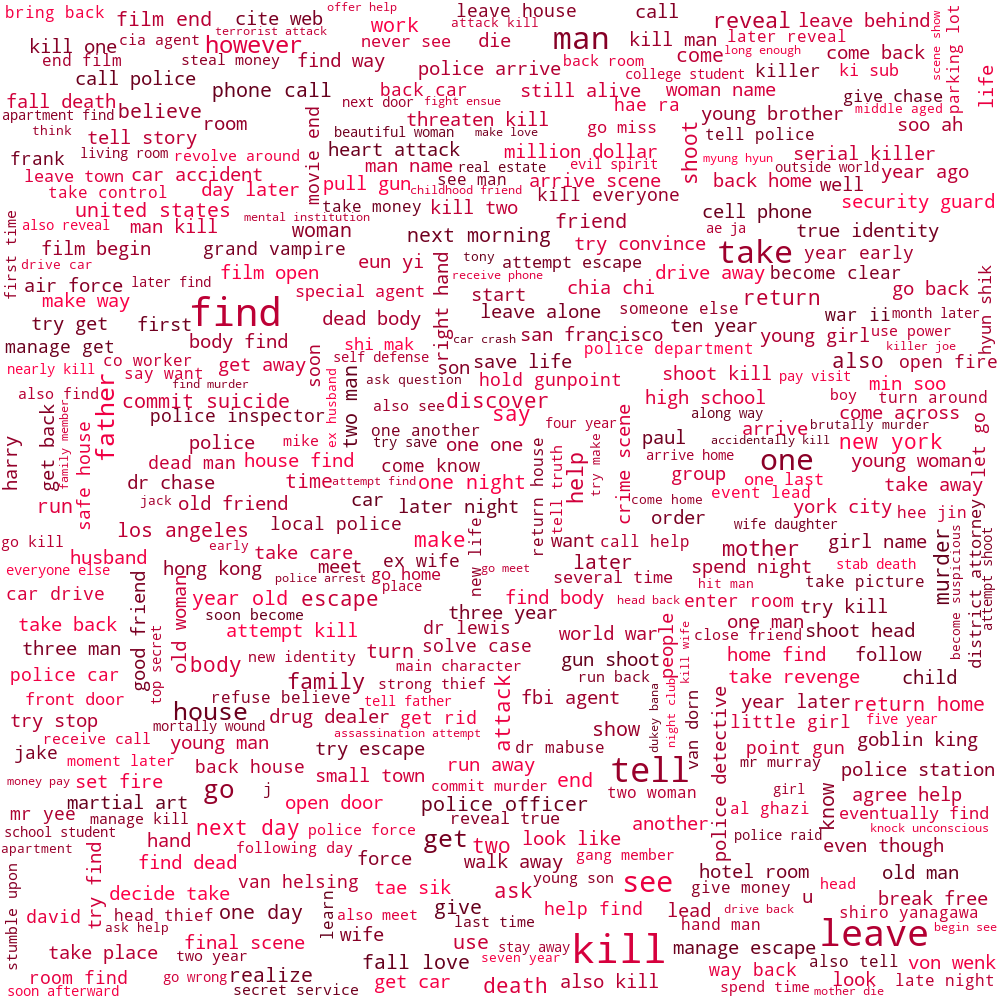 bring back film end cite web offer help leave house call reveal leave behind
terrorist attack work attack kill
kill one cia agent however never see die man kill man later reveal
end film steal money find way back room come long enough come back scene show
call police police arrive college student killer ki sub parking lot
phone call back car still alive woman name life
fall death next door fight ensue hae ra young brother give chase
apartment find believe room threaten kill go miss middle aged soo ah
think tell story movie end beautiful woman make love shoot tell police
frank living room revolve around heart attack million dollar serial killer
leave town car accident man name real estate evil spirit myung hyun outside world year ago
take control day later pull gun see man childhood friend arrive scene back home well
united states take money kill two kill everyone security guard
also reveal man kill mental institution woman friend cell phone
first time film begin grand vampire next morning try convince ae ja true identity
drive car film open eun yi tony attempt escape take year early
air force later find receive phone drive away become clear
make way special agent right hand start chia chi return go back
try get first find dead body leave alone someone else war ii month later hyun shik
manage get body find shi mak car crash san francisco ten year young girl use power
nearly kill co worker get away soon self defense son save life police department also killer joe open fire
say want find murder ask question hold gunpoint shoot kill pay visit min soo
also find father commit suicide ex husband two man also see discover high school boy turn around
harry get back family member police inspector one another say four year along way come across brutally murder
police mike try save one one crime scene paul arrive new york let go
dead man house find come know return house tell truth help try make arrive home accidentally kill one young woman
safe house dr chase time attempt find one night group one last take away
run jack old friend car later night come home event lead york city hee jin
los angeles local police order wife daughter district attorney
go kill early make new life want call help mother girl name murder suspicious
husband take care meet ex wife later spend night stab death
everyone else hong kong police arrest go home go meet several time hit man take picture
car drive good friend old woman year old escape place find body head back enter room try kill
take back soon become three year one man attempt shoot
attempt kill dr lewis world war people close friend shoot head become
three man top secret body new identity turn solve case gun shoot kill wife home find follow
police car main character run back take revenge child
front door refuse believe family strong thief fbi agent night club year later return home
try stop house mortally wound drug dealer tell father get rid attack show dukey bana van dorn little girl five year
receive call young man assassination attempt police detective point gun goblin king
jake moment later try escape dr mabuse
back house small town run away tell mr murray police station
money pay set fire go j commit murder end two woman girl know agree help
martial art open door police officer al ghazi eventually find
mr yee manage kill reveal true another
school student hand next day police force get two look like police raid knock unconscious
apartment try find following day force walk away gang member even though
find dead hotel room old man
stumble upon decide take van helsing tae sik ask young son see give money head break free
david head thief one day learn also meet give help find lead drive back u shiro yanagawa
ask help last time hand man leave begin see
final scene wife use stay away kill manage escape
take place two year fall love seven year also tell von wenk
room find go wrong realize get car death also kill way back look late night
soon afterward secret service spend time mother die